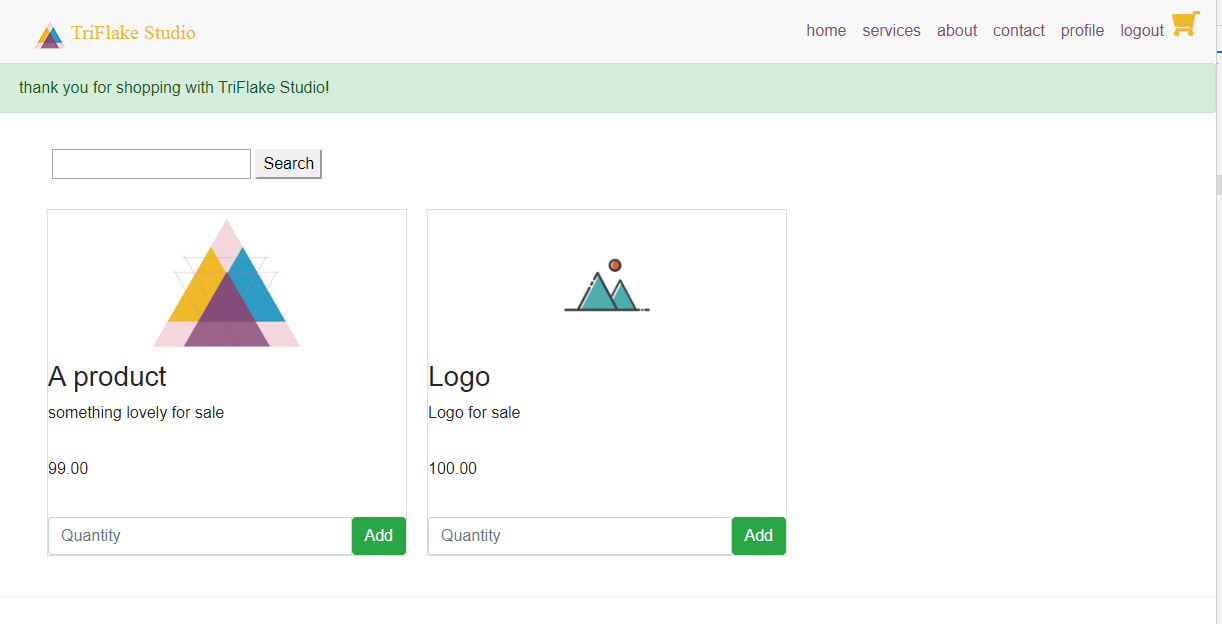 TriFlake Studio
home services about contact profile logout
thank you for shopping with TriFlake Studio!
Search
A product
something lovely for sale
99.00
Quantity Add
Logo
Logo for sale
100.00
Quantity Add